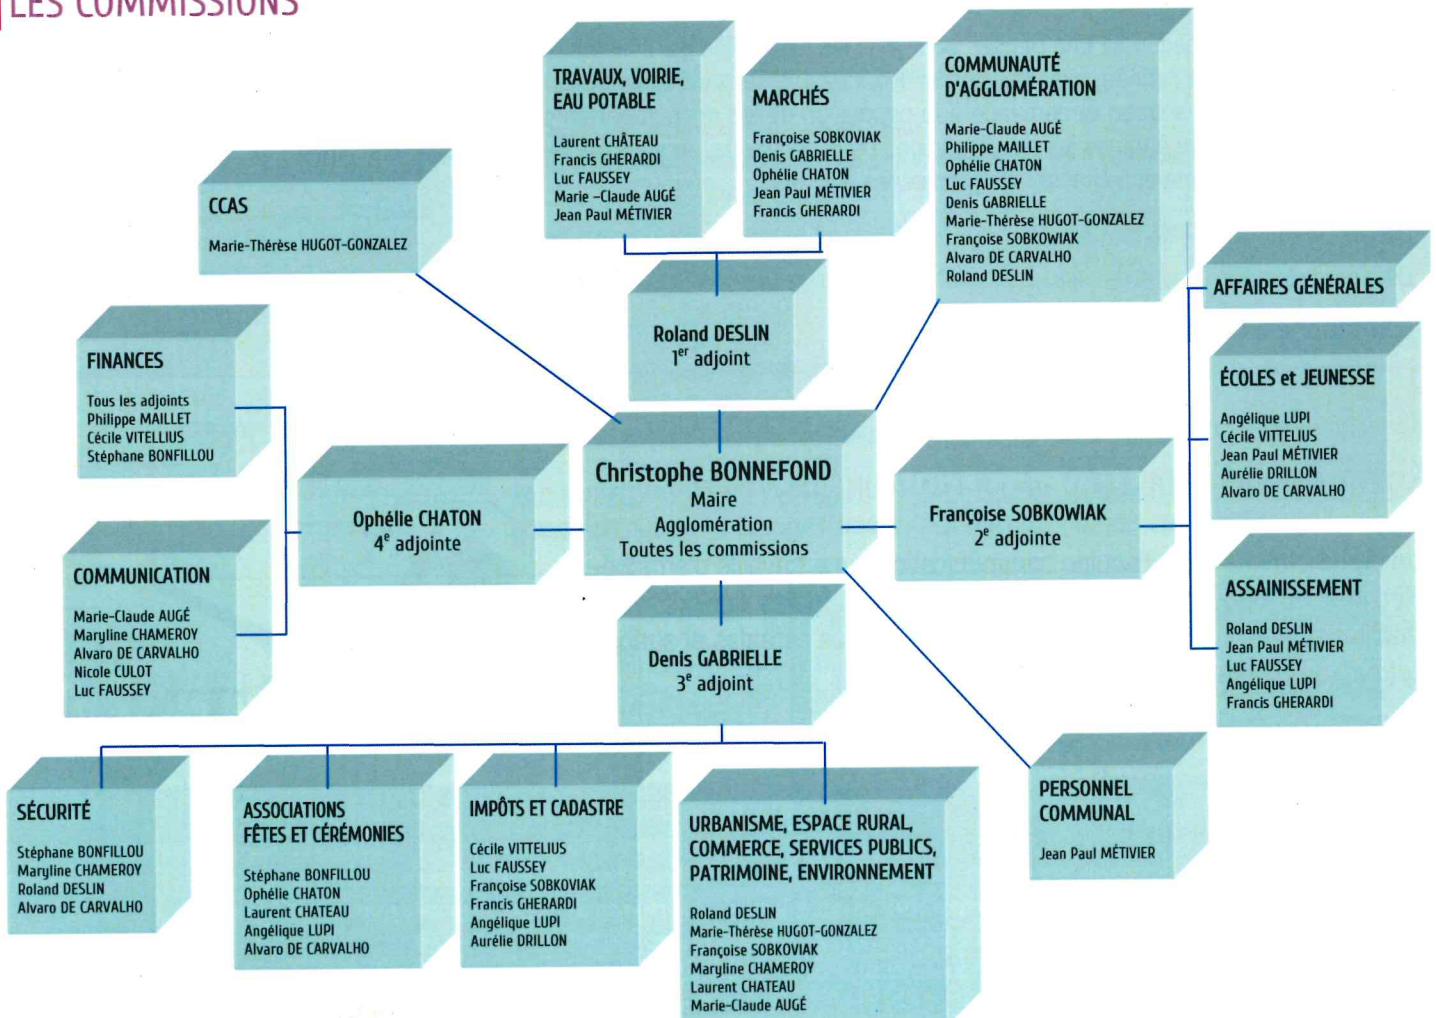 LES COMMISSIONS
TRAVAUX, VOIRIE,
EAU POTABLE
Laurent CHÂTEAU
Francis GHERARDI
Luc FAUSSEY
Marie –Claude AUGÉ
Jean Paul MÉTIVIER
MARCHÉS
Françoise SOBKOVIAK
Denis GABRIELLE
Ophélie CHATON
Jean Paul MÉTIVIER
Francis GHERARDI
COMMUNAUTÉ
D'AGGLOMÉRATION
Marie-Claude AUGÉ
Philippe MAILLET
Ophélie CHATON
Luc FAUSSEY
Denis GABRIELLE
Marie-Thérèse HUGOT-GONZALEZ
Françoise SOBKOWIAK
Alvaro DE CARVALHO
Roland DESLIN
CCAS
Marie-Thérèse HUGOT-GONZALEZ
AFFAIRES GÉNÉRALES
Roland DESLIN
1er adjoint
FINANCES
Tous les adjoints
Philippe MAILLET
Cécile VITELLIUS
Stéphane BONFILLOU
ÉCOLES et JEUNESSE
Angélique LUPI
Cécile VITTELIUS
Jean Paul MÉTIVIER
Aurélie DRILLON
Alvaro DE CARVALHO
Ophélie CHATON
4e adjointe
Christophe BONNEFOND
Maire
Agglomération
Toutes les commissions
Françoise SOBKOWIAK
2e adjointe
COMMUNICATION
Marie-Claude AUGÉ
Maryline CHAMEROY
Alvaro DE CARVALHO
Nicole CULOT
Luc FAUSSEY
ASSAINISSEMENT
Roland DESLIN
Jean Paul MÉTIVIER
Luc FAUSSEY
Angélique LUPI
Francis GHERARDI
Denis GABRIELLE
3e adjoint
SÉCURITÉ
Stéphane BONFILLOU
Maryline CHAMEROY
Roland DESLIN
Alvaro DE CARVALHO
ASSOCIATIONS
FÊTES ET CÉRÉMONIES
Stéphane BONFILLOU
Ophélie CHATON
Laurent CHATEAU
Angélique LUPI
Alvaro DE CARVALHO
IMPÔTS ET CADASTRE
Cécile VITTELIUS
Luc FAUSSEY
Françoise SOBKOVIAK
Francis GHERARDI
Angélique LUPI
Aurélie DRILLON
URBANISME, ESPACE RURAL,
COMMERCE, SERVICES PUBLICS,
PATRIMOINE, ENVIRONNEMENT
Roland DESLIN
Marie-Thérèse HUGOT-GONZALEZ
Françoise SOBKOVIAK
Maryline CHAMEROY
Laurent CHATEAU
Marie-Claude AUGÉ
PERSONNEL
COMMUNAL
Jean Paul MÉTIVIER